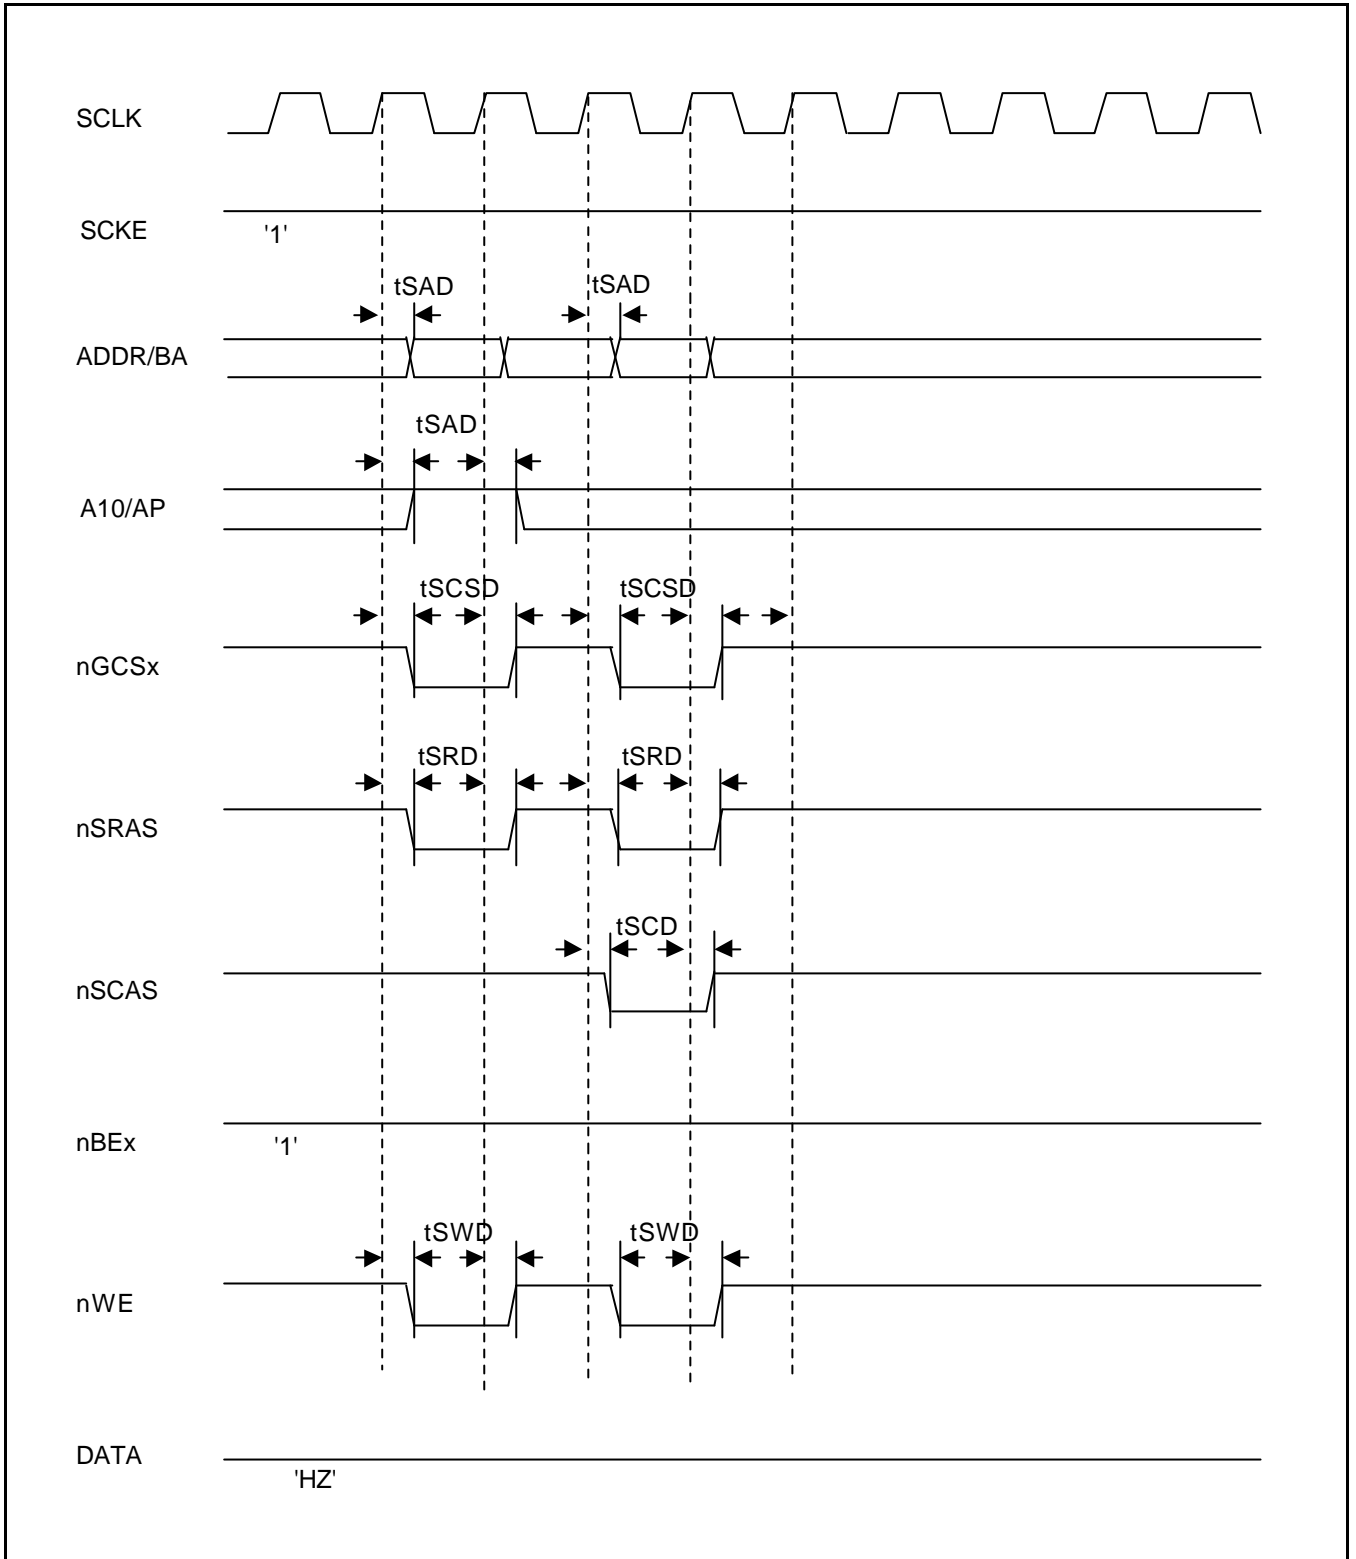 SCLK
SCKE
'1'
tSAD
tSAD
ADDR/BA
tSAD
A10/AP
tSCSD
tSCSD
nGCSx
tSRD
tSRD
nSRAS
tSCD
nSCAS
nBEx
'1'
tSWD
tSWD
nWE
DATA
'HZ'